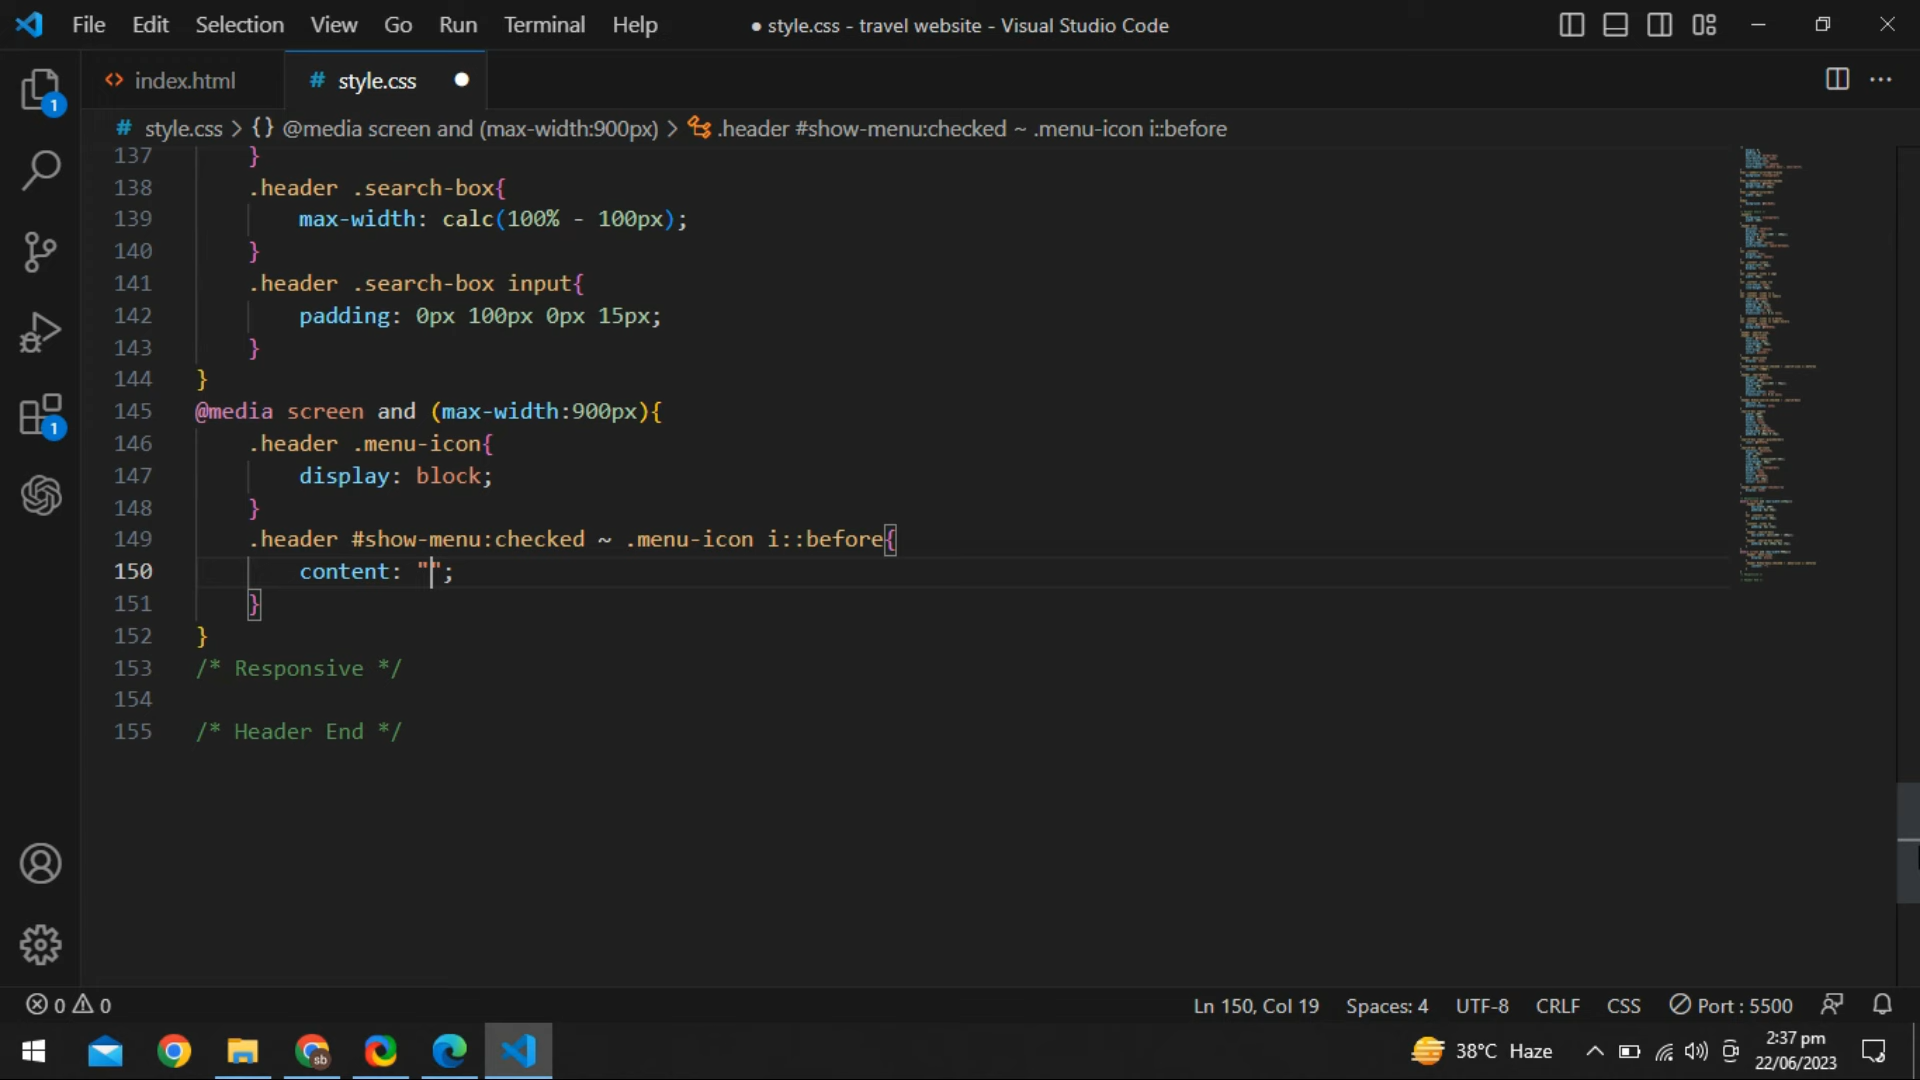 File Edit Selection View Go Run Terminal Help
● style.css - travel website - Visual Studio Code
<> index.html
# style.css ●
# style.css > {} @media screen and (max-width:900px) > .header #show-menu:checked ~ .menu-icon i::before
137 }
138 .header .search-box{
139 max-width: calc(100% - 100px);
140 }
141 .header .search-box input{
142 padding: 0px 100px 0px 15px;
143 }
144 }
145 @media screen and (max-width:900px){
146 .header .menu-icon{
147 display: block;
148 }
149 .header #show-menu:checked ~ .menu-icon i::before{
150 content: "";
151 }
152 }
153 /* Responsive */
154
155 /* Header End */
1
1
0 0
Ln 150, Col 19 Spaces: 4 UTF-8 CRLF CSS Port : 5500
sb
38°C Haze
2:37 pm
22/06/2023